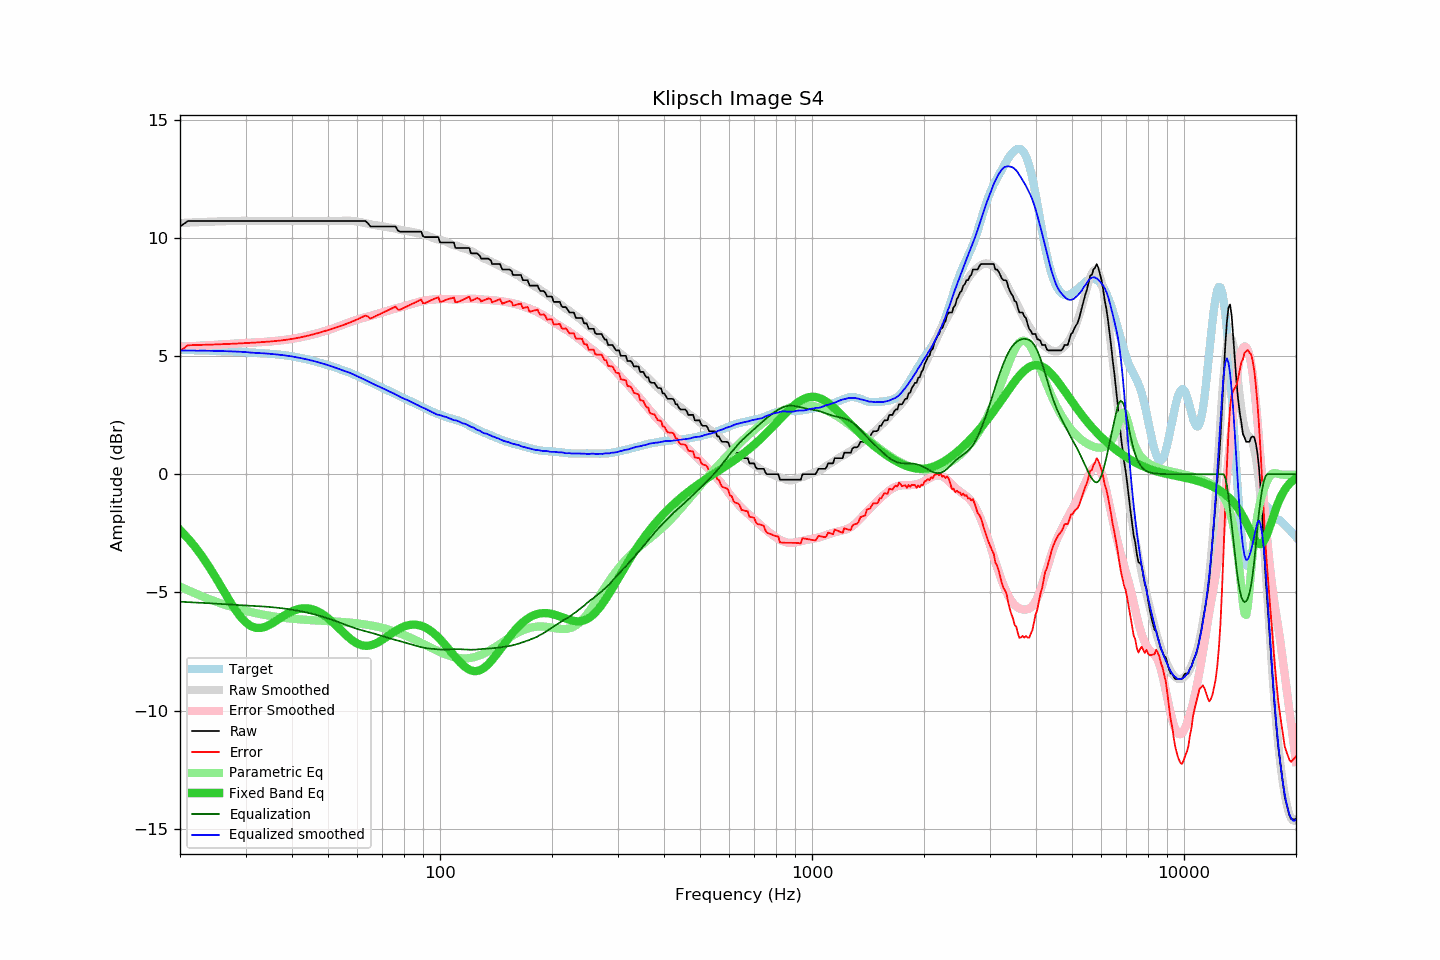 Klipsch Image S4
15
10
5
0
−5
−10
−15
Amplitude (dBr)
Target
Raw Smoothed
Error Smoothed
Raw
Error
Parametric Eq
Fixed Band Eq
Equalization
Equalized smoothed
100
1000
10000
Frequency (Hz)